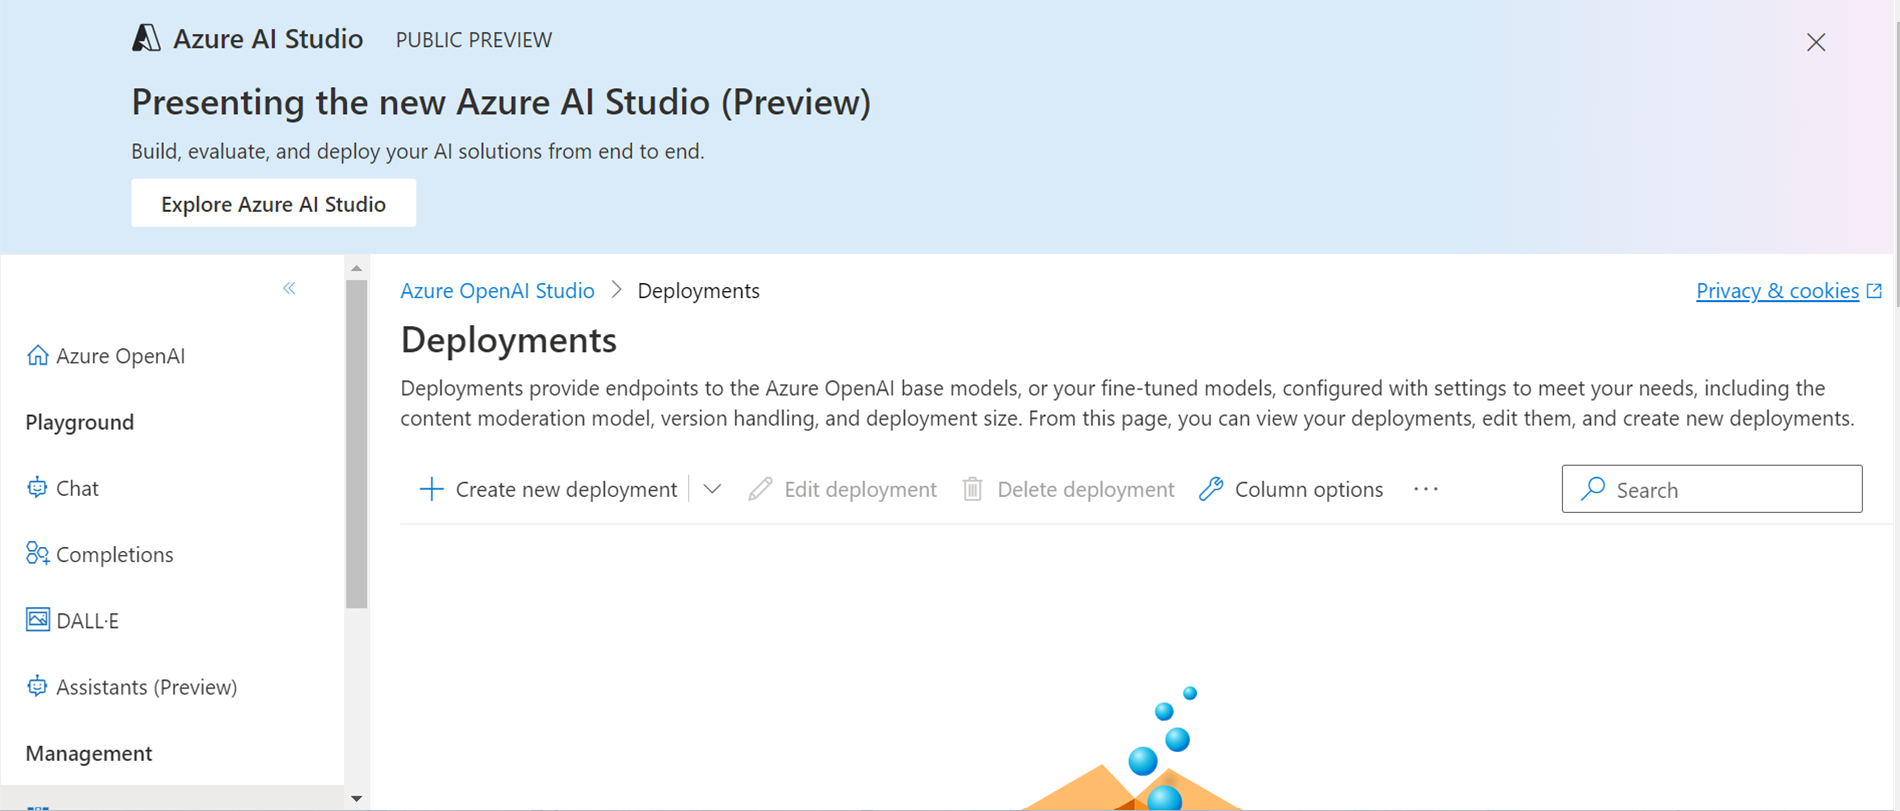 Azure AI Studio PUBLIC PREVIEW
Presenting the new Azure AI Studio (Preview)
Build, evaluate, and deploy your AI solutions from end to end.
Explore Azure AI Studio
Azure OpenAI
Playground
Chat
Completions
DALL·E
Assistants (Preview)
Management
Azure OpenAI Studio > Deployments
Privacy & cookies
Deployments
Deployments provide endpoints to the Azure OpenAI base models, or your fine-tuned models, configured with settings to meet your needs, including the
content moderation model, version handling, and deployment size. From this page, you can view your deployments, edit them, and create new deployments.
Create new deployment Edit deployment Delete deployment Column options ··· Search